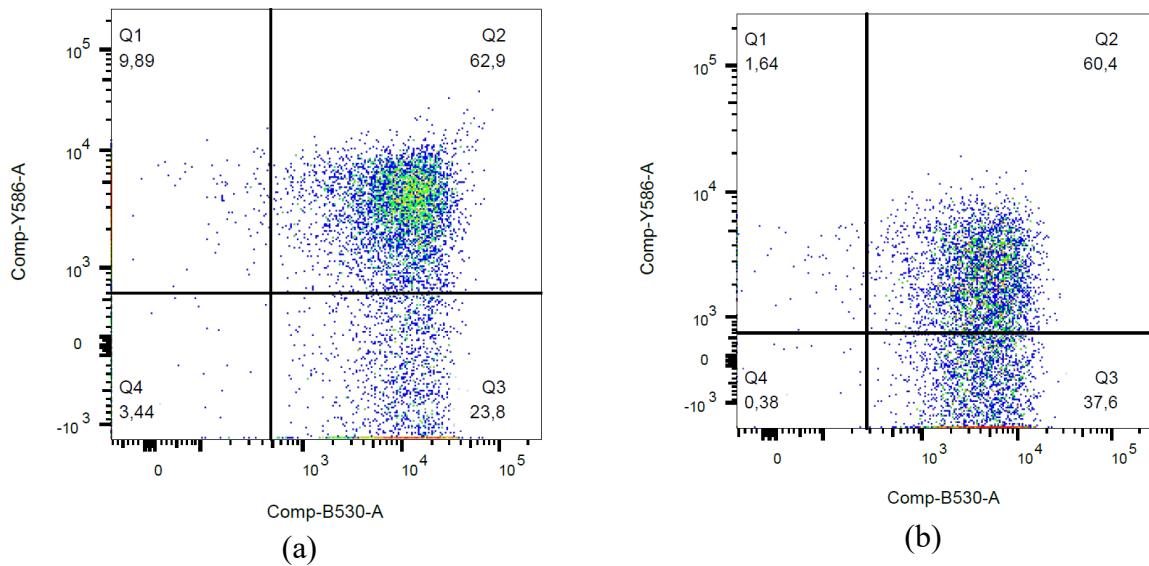 Q1
9,89
Q2
62,9
10^5
10^4
10^3
0
-10^3
Comp-Y586-A
Q4
3,44
Q3
23,8
0
10^3
10^4
10^5
Comp-B530-A
(a)
Q1
1,64
Q2
60,4
10^5
10^4
10^3
0
-10^3
Comp-Y586-A
Q4
0,38
Q3
37,6
0
10^3
10^4
10^5
Comp-B530-A
(b)